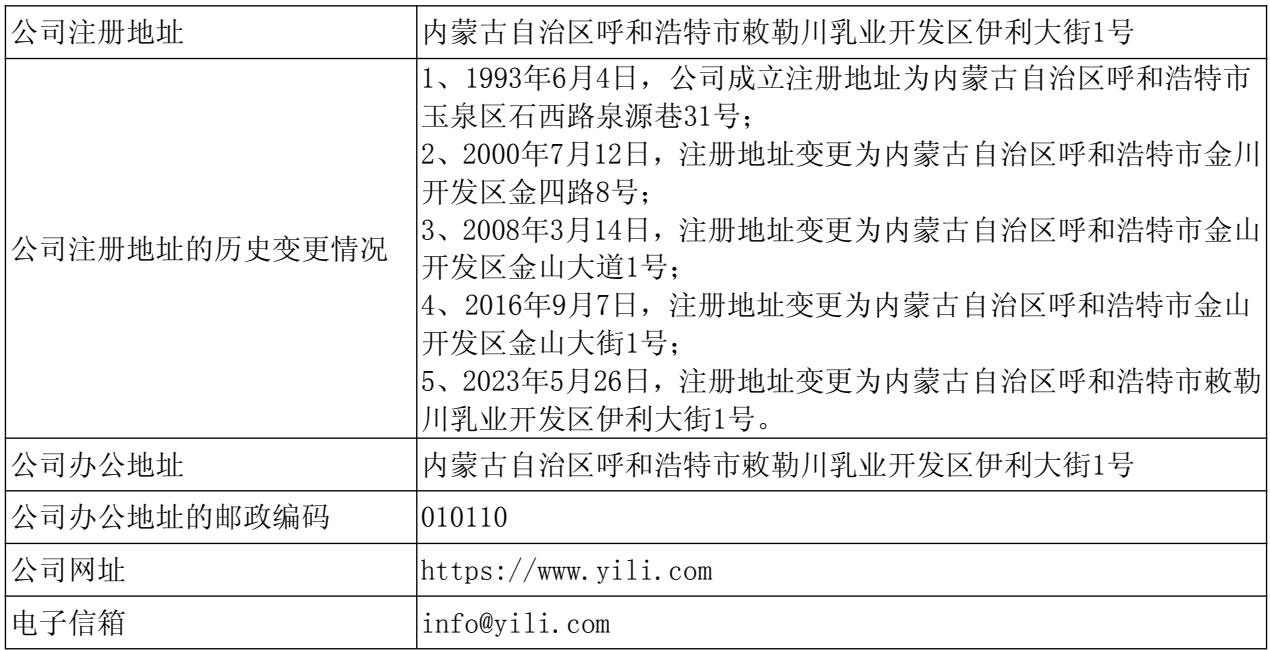 公司注册地址
内蒙古自治区呼和浩特市敕勒川乳业开发区伊利大街1号
公司注册地址的历史变更情况
1、1993年6月4日，公司成立注册地址为内蒙古自治区呼和浩特市
玉泉区石西路泉源巷31号；
2、2000年7月12日，注册地址变更为内蒙古自治区呼和浩特市金川
开发区金四路8号；
3、2008年3月14日，注册地址变更为内蒙古自治区呼和浩特市金山
开发区金山大道1号；
4、2016年9月7日，注册地址变更为内蒙古自治区呼和浩特市金山
开发区金山大街1号；
5、2023年5月26日，注册地址变更为内蒙古自治区呼和浩特市敕勒
川乳业开发区伊利大街1号。
公司办公地址
内蒙古自治区呼和浩特市敕勒川乳业开发区伊利大街1号
公司办公地址的邮政编码
010110
公司网址
https://www.yili.com
电子信箱
info@yili.com